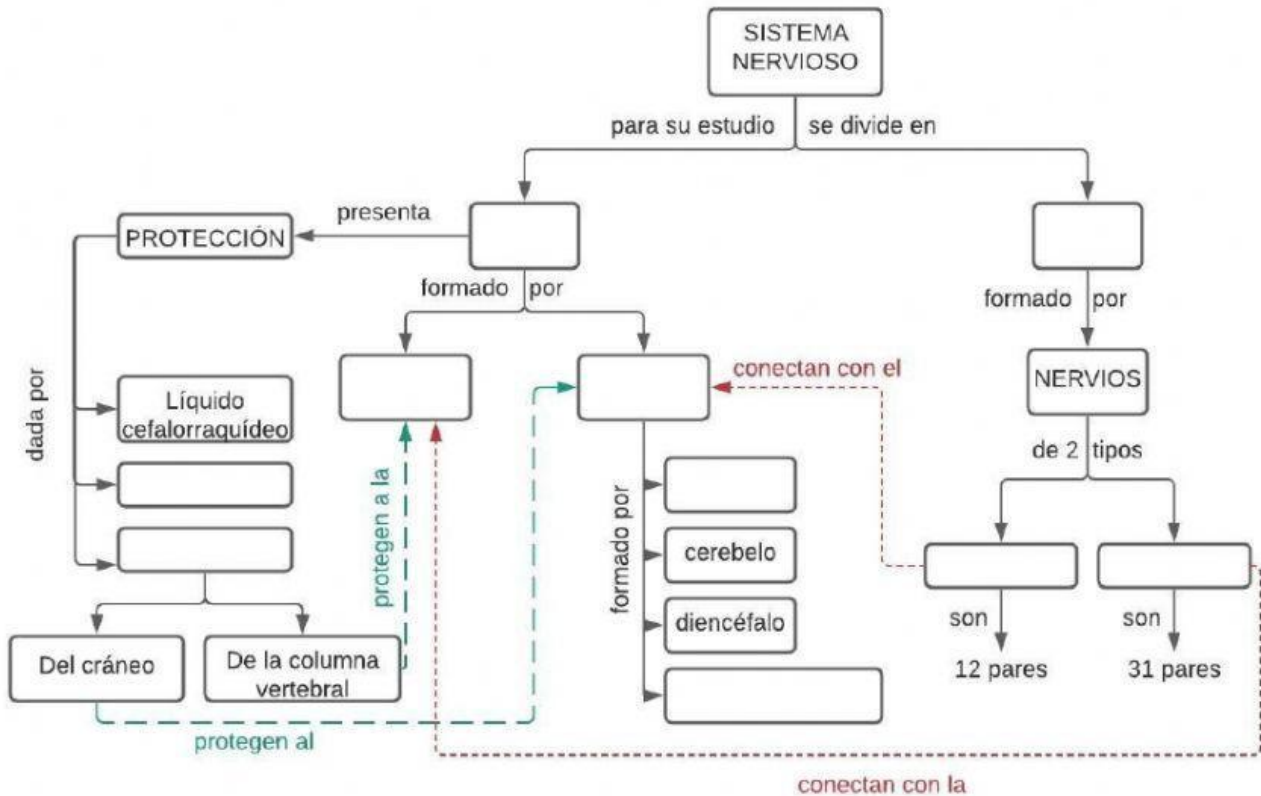 SISTEMA
NERVIOSO
para su estudio
se divide en
presenta
PROTECCIÓN
formado por
formado por
dada por
Líquido
cefalorraquídeo
conectan con el
NERVIOS
de 2 tipos
protegen a la
formado por
cerebelo
diencéfalo
son
son
12 pares
31 pares
Del cráneo
De la columna
vertebral
protegen al
conectan con la